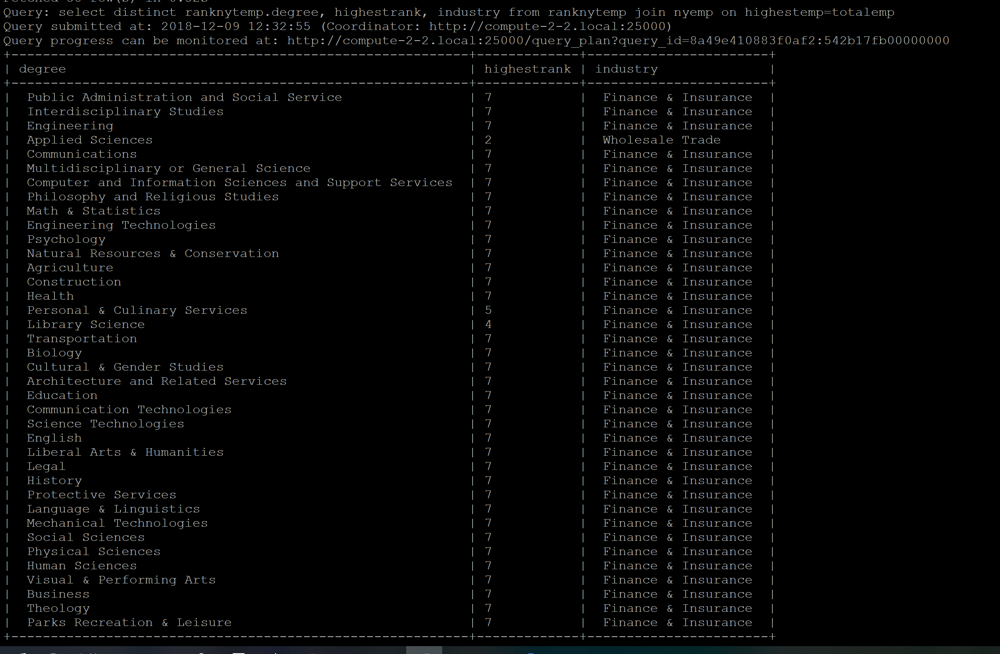 Query: select distinct ranknytemp.degree, highestrank, industry from ranknytemp join nyemp on highestemp=totalemp
Query submitted at: 2018-12-09 12:32:55 (Coordinator: http://compute-2-2.local:25000)
Query progress can be monitored at: http://compute-2-2.local:25000/query_plan?query_id=8a49e410883f0af2:542b17fb00000000
+----------------------------------------------------------+-------------+-----------------------+
| degree | highestrank | industry |
+----------------------------------------------------------+-------------+-----------------------+
| Public Administration and Social Service | 7 | Finance & Insurance |
| Interdisciplinary Studies | 7 | Finance & Insurance |
| Engineering | 7 | Finance & Insurance |
| Applied Sciences | 2 | Wholesale Trade |
| Communications | 7 | Finance & Insurance |
| Multidisciplinary or General Science | 7 | Finance & Insurance |
| Computer and Information Sciences and Support Services | 7 | Finance & Insurance |
| Philosophy and Religious Studies | 7 | Finance & Insurance |
| Math & Statistics | 7 | Finance & Insurance |
| Engineering Technologies | 7 | Finance & Insurance |
| Psychology | 7 | Finance & Insurance |
| Natural Resources & Conservation | 7 | Finance & Insurance |
| Agriculture | 7 | Finance & Insurance |
| Construction | 7 | Finance & Insurance |
| Health | 7 | Finance & Insurance |
| Personal & Culinary Services | 5 | Finance & Insurance |
| Library Science | 4 | Finance & Insurance |
| Transportation | 7 | Finance & Insurance |
| Biology | 7 | Finance & Insurance |
| Cultural & Gender Studies | 7 | Finance & Insurance |
| Architecture and Related Services | 7 | Finance & Insurance |
| Education | 7 | Finance & Insurance |
| Communication Technologies | 7 | Finance & Insurance |
| Science Technologies | 7 | Finance & Insurance |
| English | 7 | Finance & Insurance |
| Liberal Arts & Humanities | 7 | Finance & Insurance |
| Legal | 7 | Finance & Insurance |
| History | 7 | Finance & Insurance |
| Protective Services | 7 | Finance & Insurance |
| Language & Linguistics | 7 | Finance & Insurance |
| Mechanical Technologies | 7 | Finance & Insurance |
| Social Sciences | 7 | Finance & Insurance |
| Physical Sciences | 7 | Finance & Insurance |
| Human Sciences | 7 | Finance & Insurance |
| Visual & Performing Arts | 7 | Finance & Insurance |
| Business | 7 | Finance & Insurance |
| Theology | 7 | Finance & Insurance |
| Parks Recreation & Leisure | 7 | Finance & Insurance |
+----------------------------------------------------------+-------------+-----------------------+